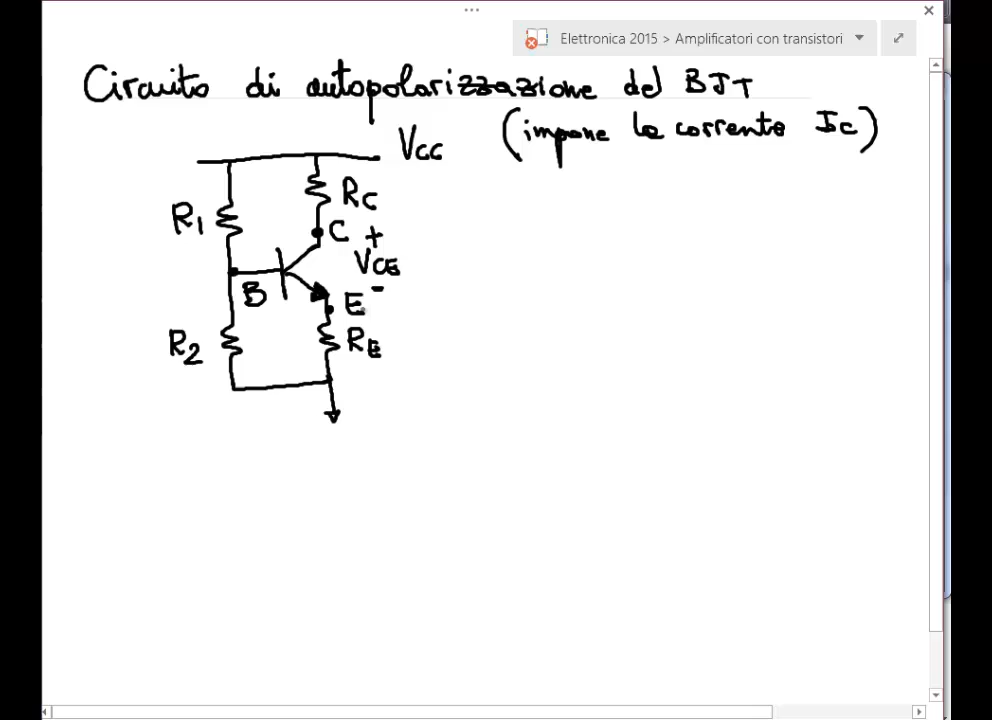 Elettronica 2015 > Amplificatori con transistori
Circuito di autopolarizzazione del BJT
(impone la corrente Ic)
VCC
RC
R1
C +
VCE
B
E -
R2
RE